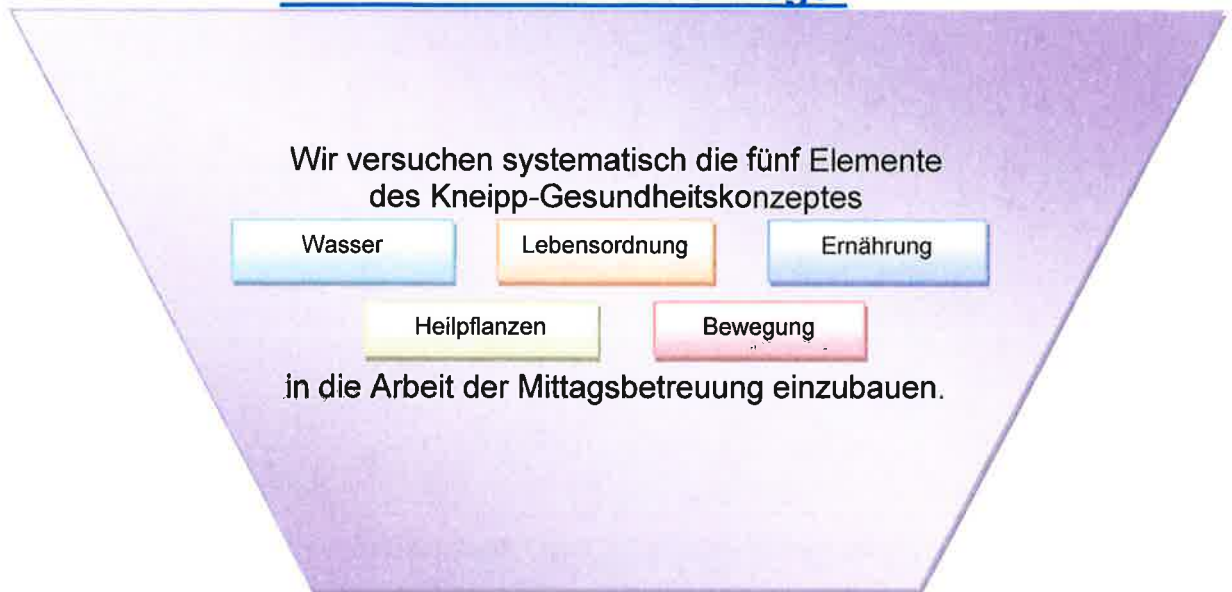 Wir versuchen systematisch die fünf Elemente
des Kneipp-Gesundheitskonzeptes
Wasser Lebensordnung Ernährung
Heilpflanzen Bewegung
in die Arbeit der Mittagsbetreuung einzubauen.